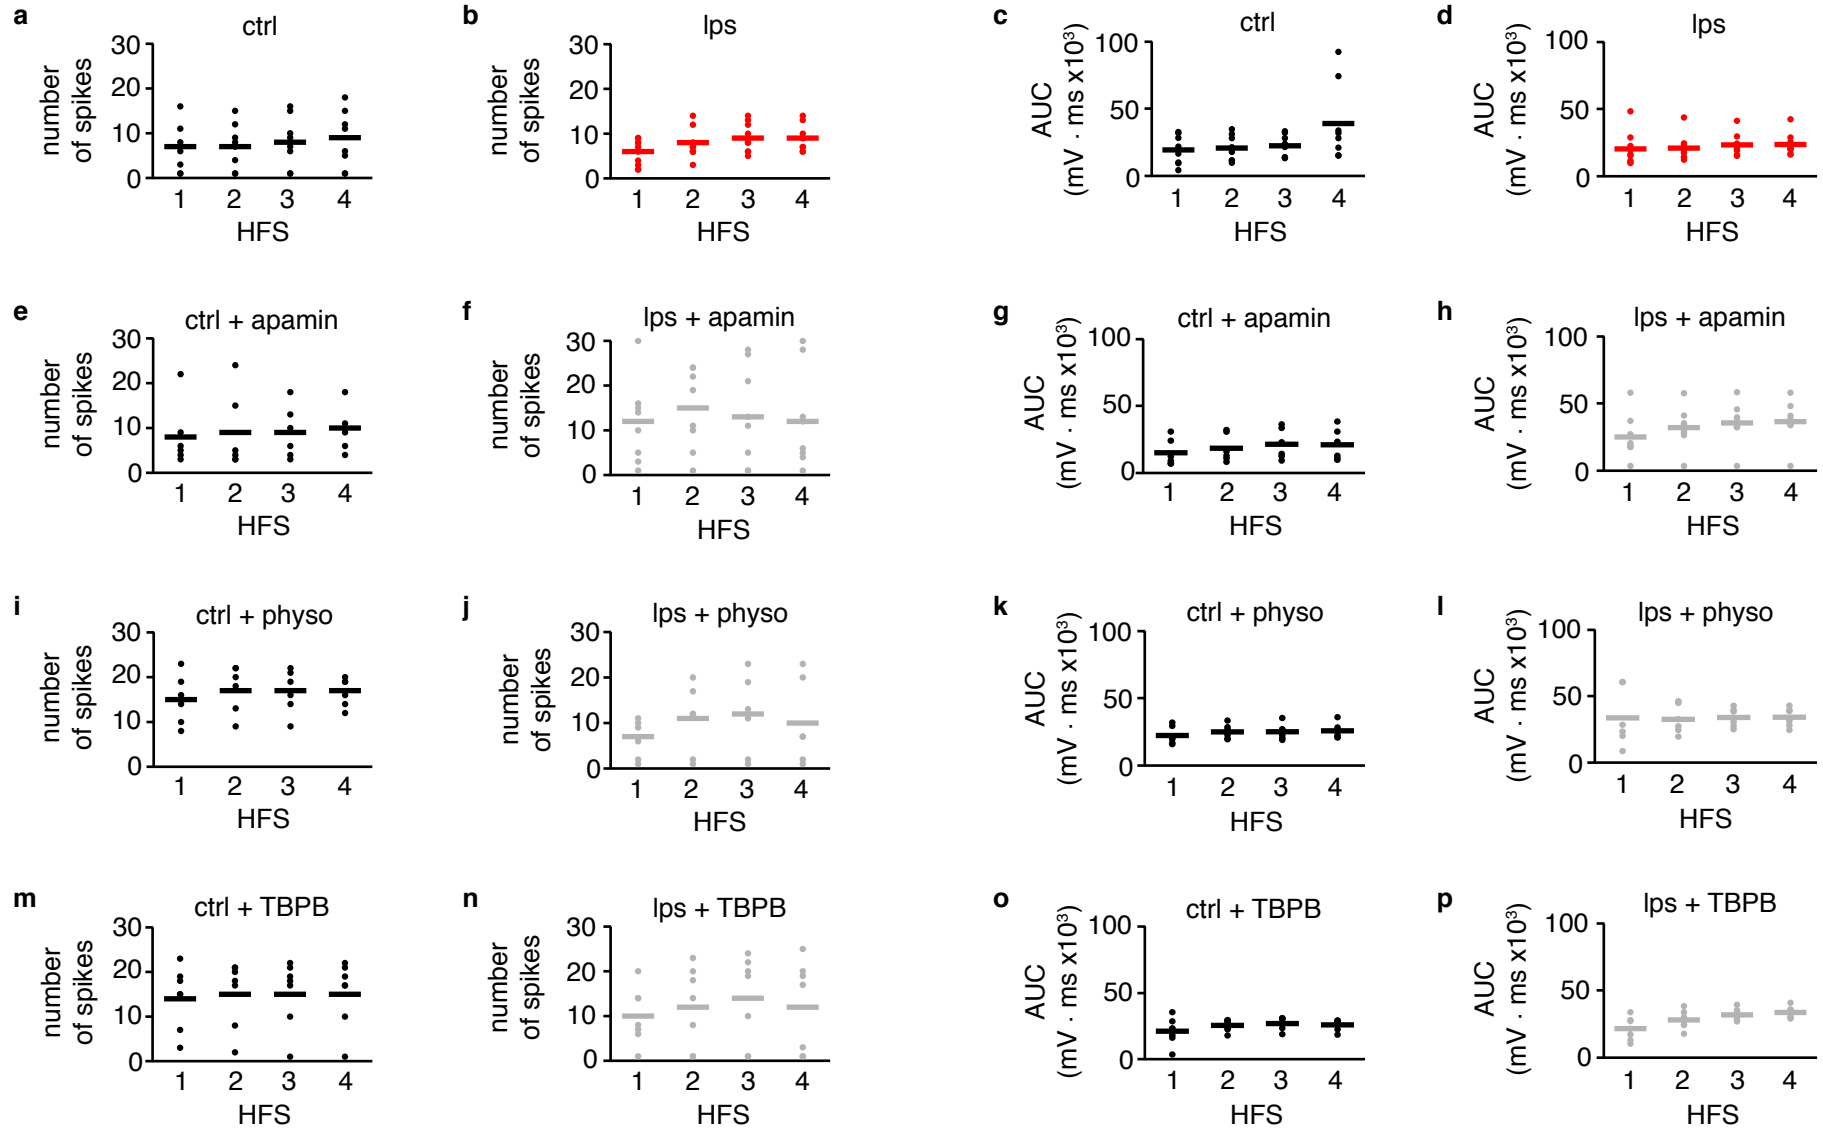 a
ctrl
number
of spikes
30
20
10
0
1 2 3 4
HFS
b
lps
number
of spikes
30
20
10
0
1 2 3 4
HFS
c
ctrl
AUC
(mV · ms x10³)
100
50
0
1 2 3 4
HFS
d
lps
AUC
(mV · ms x10³)
100
50
0
1 2 3 4
HFS
e
ctrl + apamin
number
of spikes
30
20
10
0
1 2 3 4
HFS
f
lps + apamin
number
of spikes
30
20
10
0
1 2 3 4
HFS
g
ctrl + apamin
AUC
(mV · ms x10³)
100
50
0
1 2 3 4
HFS
h
lps + apamin
AUC
(mV · ms x10³)
100
50
0
1 2 3 4
HFS
i
ctrl + physo
number
of spikes
30
20
10
0
1 2 3 4
HFS
j
lps + physo
number
of spikes
30
20
10
0
1 2 3 4
HFS
k
ctrl + physo
AUC
(mV · ms x10³)
100
50
0
1 2 3 4
HFS
l
lps + physo
AUC
(mV · ms x10³)
100
50
0
1 2 3 4
HFS
m
ctrl + TBPB
number
of spikes
30
20
10
0
1 2 3 4
HFS
n
lps + TBPB
number
of spikes
30
20
10
0
1 2 3 4
HFS
o
ctrl + TBPB
AUC
(mV · ms x10³)
100
50
0
1 2 3 4
HFS
p
lps + TBPB
AUC
(mV · ms x10³)
100
50
0
1 2 3 4
HFS